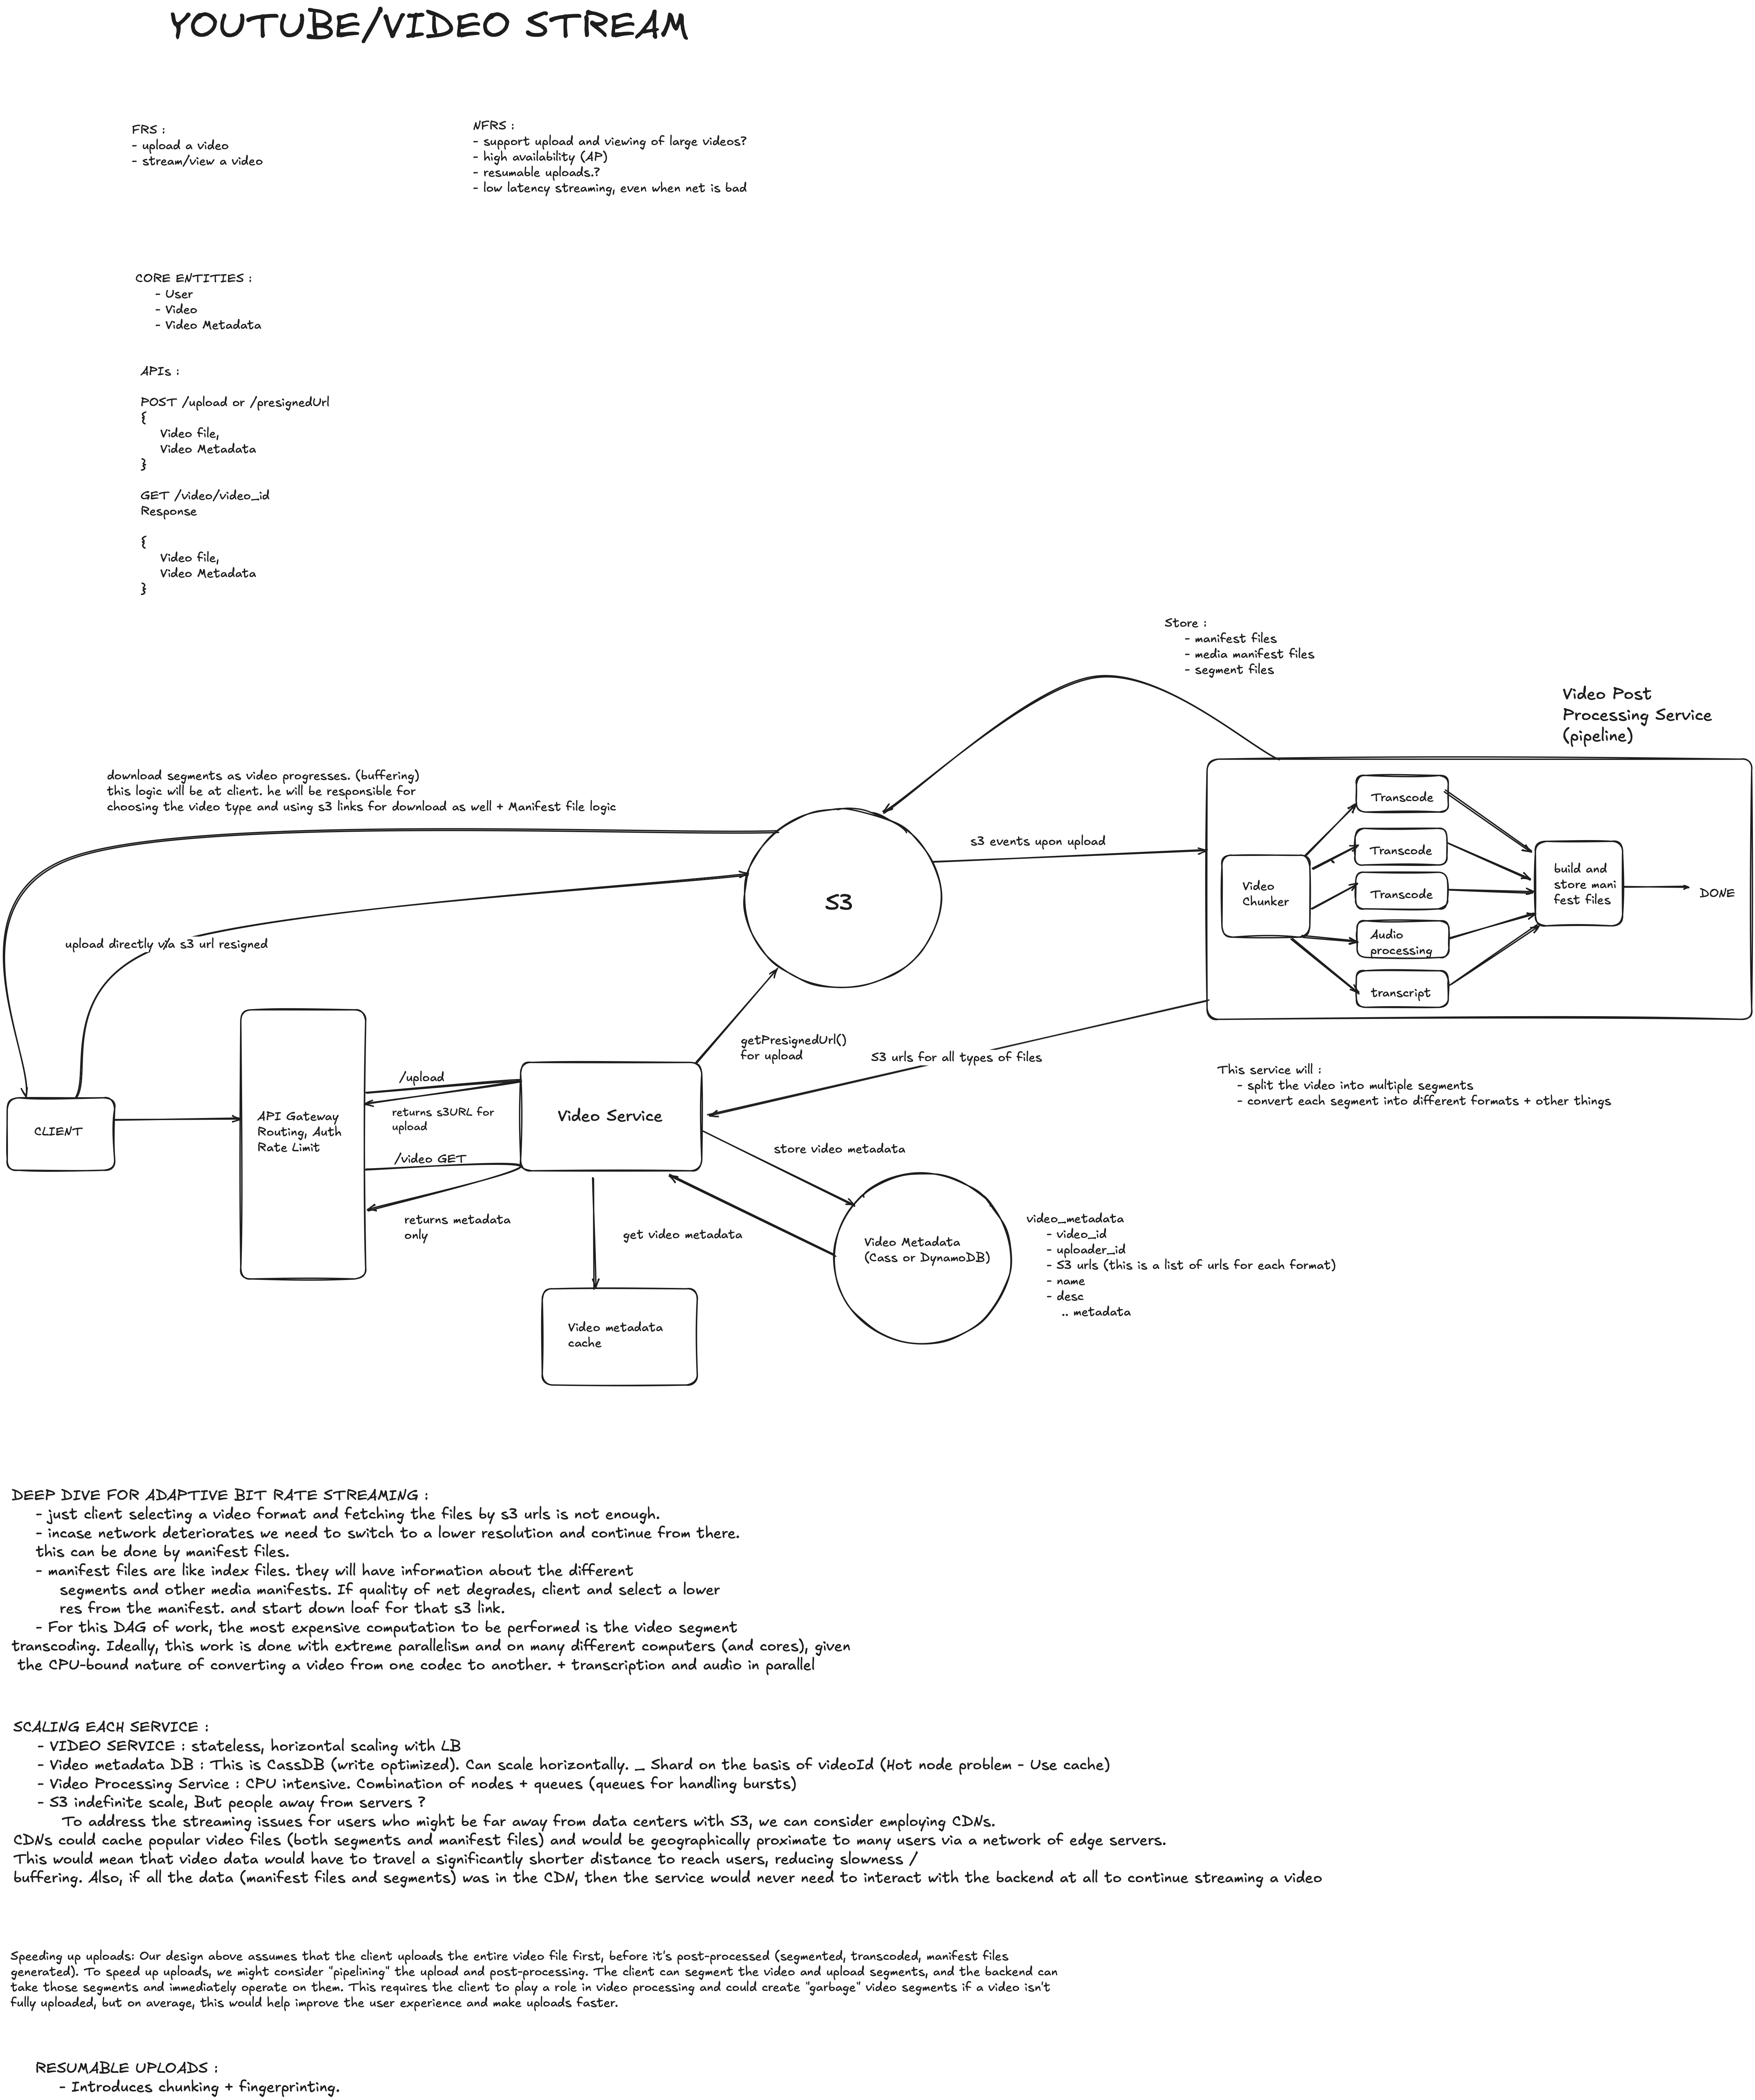 YOUTUBE/VIDEO STREAM
FRS :
- upload a video
- stream/view a video
NFRS :
- support upload and viewing of large videos?
- high availability (AP)
- resumable uploads.?
- low latency streaming, even when net is bad
CORE ENTITIES :
- User
- Video
- Video Metadata
APIs :
POST /upload or /presignedUrl
{
Video file,
Video Metadata
}
GET /video/video_id
Response
{
Video file,
Video Metadata
}
Store :
- manifest files
- media manifest files
- segment files
Video Post
Processing Service
(pipeline)
download segments as video progresses. (buffering)
this logic will be at client. he will be responsible for
choosing the video type and using s3 links for download as well + Manifest file logic
upload directly via s3 url resigned
S3
s3 events upon upload
Video
Chunker
Transcode
Transcode
Transcode
Audio
processing
transcript
build and
store mani
fest files
DONE
getPresignedUrl()
for upload
S3 urls for all types of files
This service will :
- split the video into multiple segments
- convert each segment into different formats + other things
CLIENT
API Gateway
Routing, Auth
Rate Limit
/upload
returns s3URL for
upload
/video GET
returns metadata
only
Video Service
store video metadata
get video metadata
Video metadata
cache
Video Metadata
(Cass or DynamoDB)
video_metadata
- video_id
- uploader_id
- S3 urls (this is a list of urls for each format)
- name
- desc
.. metadata
DEEP DIVE FOR ADAPTIVE BIT RATE STREAMING :
- just client selecting a video format and fetching the files by s3 urls is not enough.
- incase network deteriorates we need to switch to a lower resolution and continue from there.
this can be done by manifest files.
- manifest files are like index files. they will have information about the different
segments and other media manifests. If quality of net degrades, client and select a lower
res from the manifest. and start down loaf for that s3 link.
- For this DAG of work, the most expensive computation to be performed is the video segment
transcoding. Ideally, this work is done with extreme parallelism and on many different computers (and cores), given
the CPU-bound nature of converting a video from one codec to another. + transcription and audio in parallel
SCALING EACH SERVICE :
- VIDEO SERVICE : stateless, horizontal scaling with LB
- Video metadata DB : This is CassDB (write optimized). Can scale horizontally. _ Shard on the basis of videoId (Hot node problem - Use cache)
- Video Processing Service : CPU intensive. Combination of nodes + queues (queues for handling bursts)
- S3 indefinite scale, But people away from servers ?
To address the streaming issues for users who might be far away from data centers with S3, we can consider employing CDNs.
CDNs could cache popular video files (both segments and manifest files) and would be geographically proximate to many users via a network of edge servers.
This would mean that video data would have to travel a significantly shorter distance to reach users, reducing slowness /
buffering. Also, if all the data (manifest files and segments) was in the CDN, then the service would never need to interact with the backend at all to continue streaming a video
Speeding up uploads: Our design above assumes that the client uploads the entire video file first, before it's post-processed (segmented, transcoded, manifest files
generated). To speed up uploads, we might consider "pipelining" the upload and post-processing. The client can segment the video and upload segments, and the backend can
take those segments and immediately operate on them. This requires the client to play a role in video processing and could create "garbage" video segments if a video isn't
fully uploaded, but on average, this would help improve the user experience and make uploads faster.
RESUMABLE UPLOADS :
- Introduces chunking + fingerprinting.